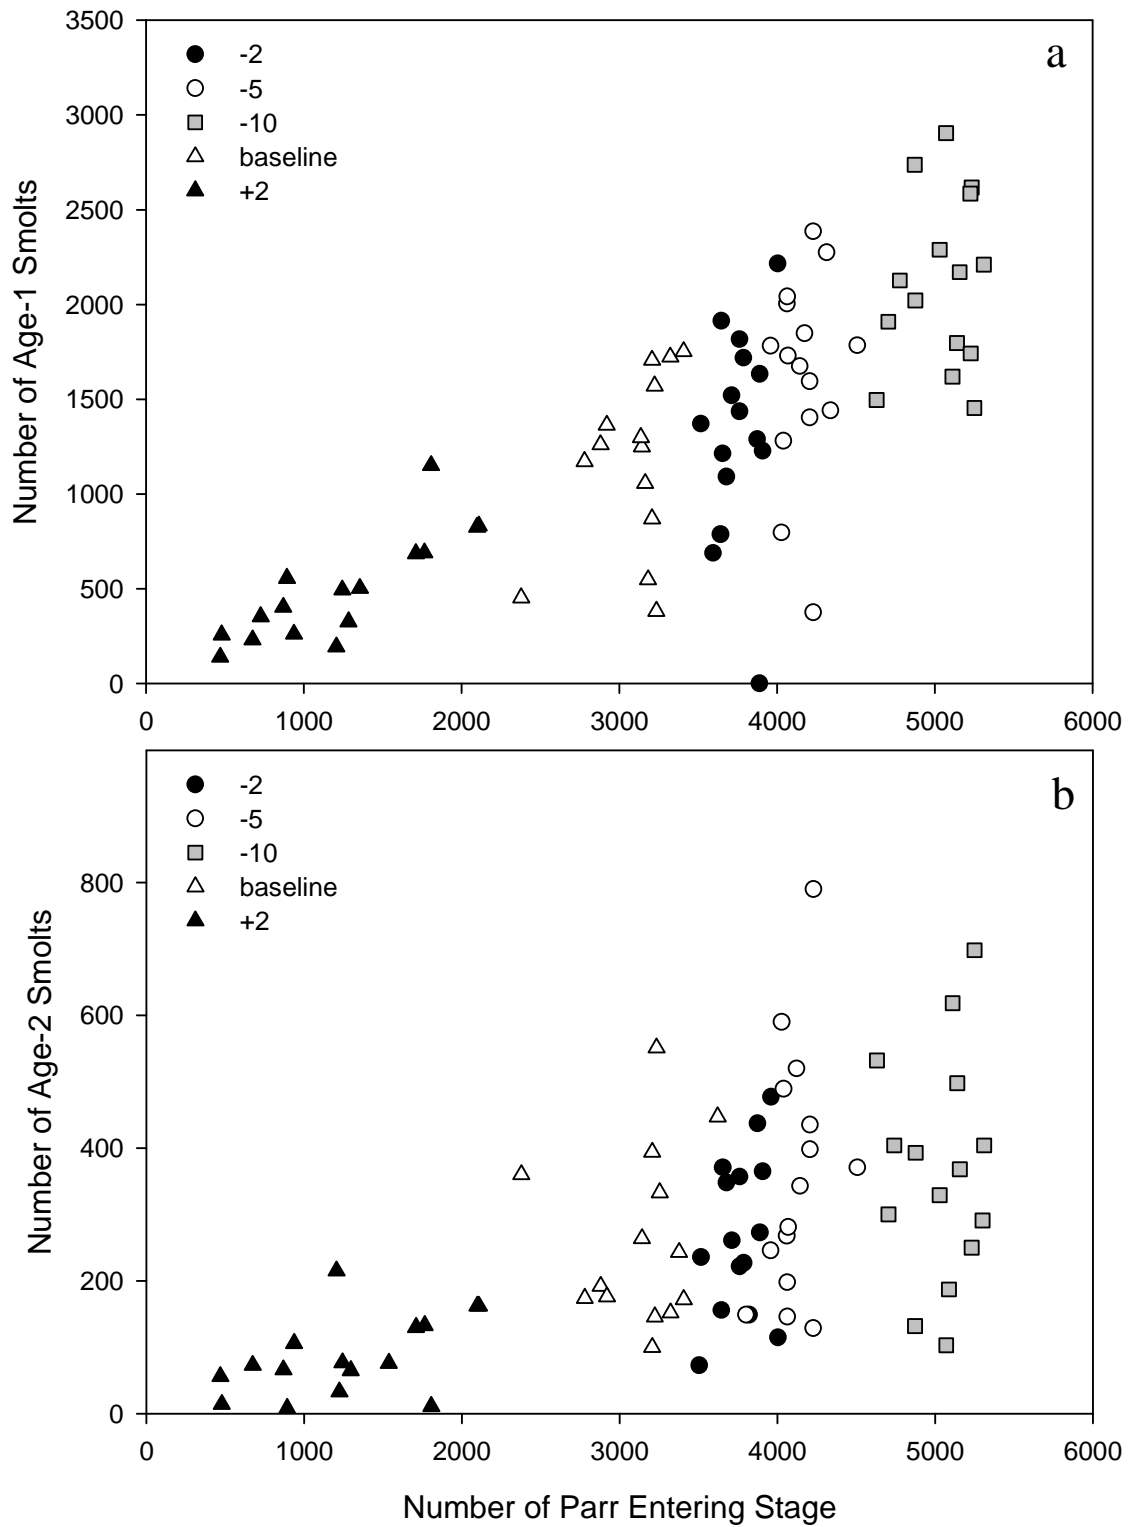 3500
3000
2500
2000
1500
1000
500
0
Number of Age-1 Smolts
-2
-5
-10
baseline
+2
a
0 1000 2000 3000 4000 5000 6000
800
600
400
200
0
Number of Age-2 Smolts
-2
-5
-10
baseline
+2
b
0 1000 2000 3000 4000 5000 6000
Number of Parr Entering Stage